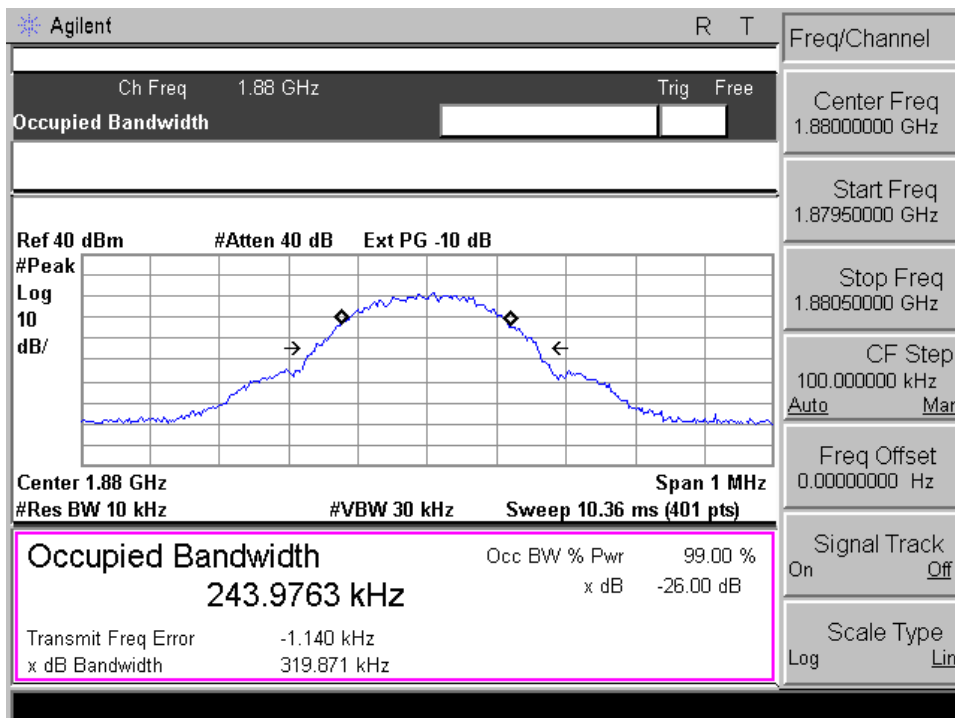 Agilent R T
Ch Freq 1.88 GHz Trig Free
Occupied Bandwidth
Ref 40 dBm #Atten 40 dB Ext PG -10 dB
#Peak
Log
10
dB/
Center 1.88 GHz Span 1 MHz
#Res BW 10 kHz #VBW 30 kHz Sweep 10.36 ms (401 pts)
Occupied Bandwidth Occ BW % Pwr 99.00 %
243.9763 kHz x dB -26.00 dB
Transmit Freq Error -1.140 kHz
x dB Bandwidth 319.871 kHz
Freq/Channel
Center Freq
1.88000000 GHz
Start Freq
1.87950000 GHz
Stop Freq
1.88050000 GHz
CF Step
100.000000 kHz
Auto Mar
Freq Offset
0.00000000 Hz
Signal Track
On Off
Scale Type
Log Lin